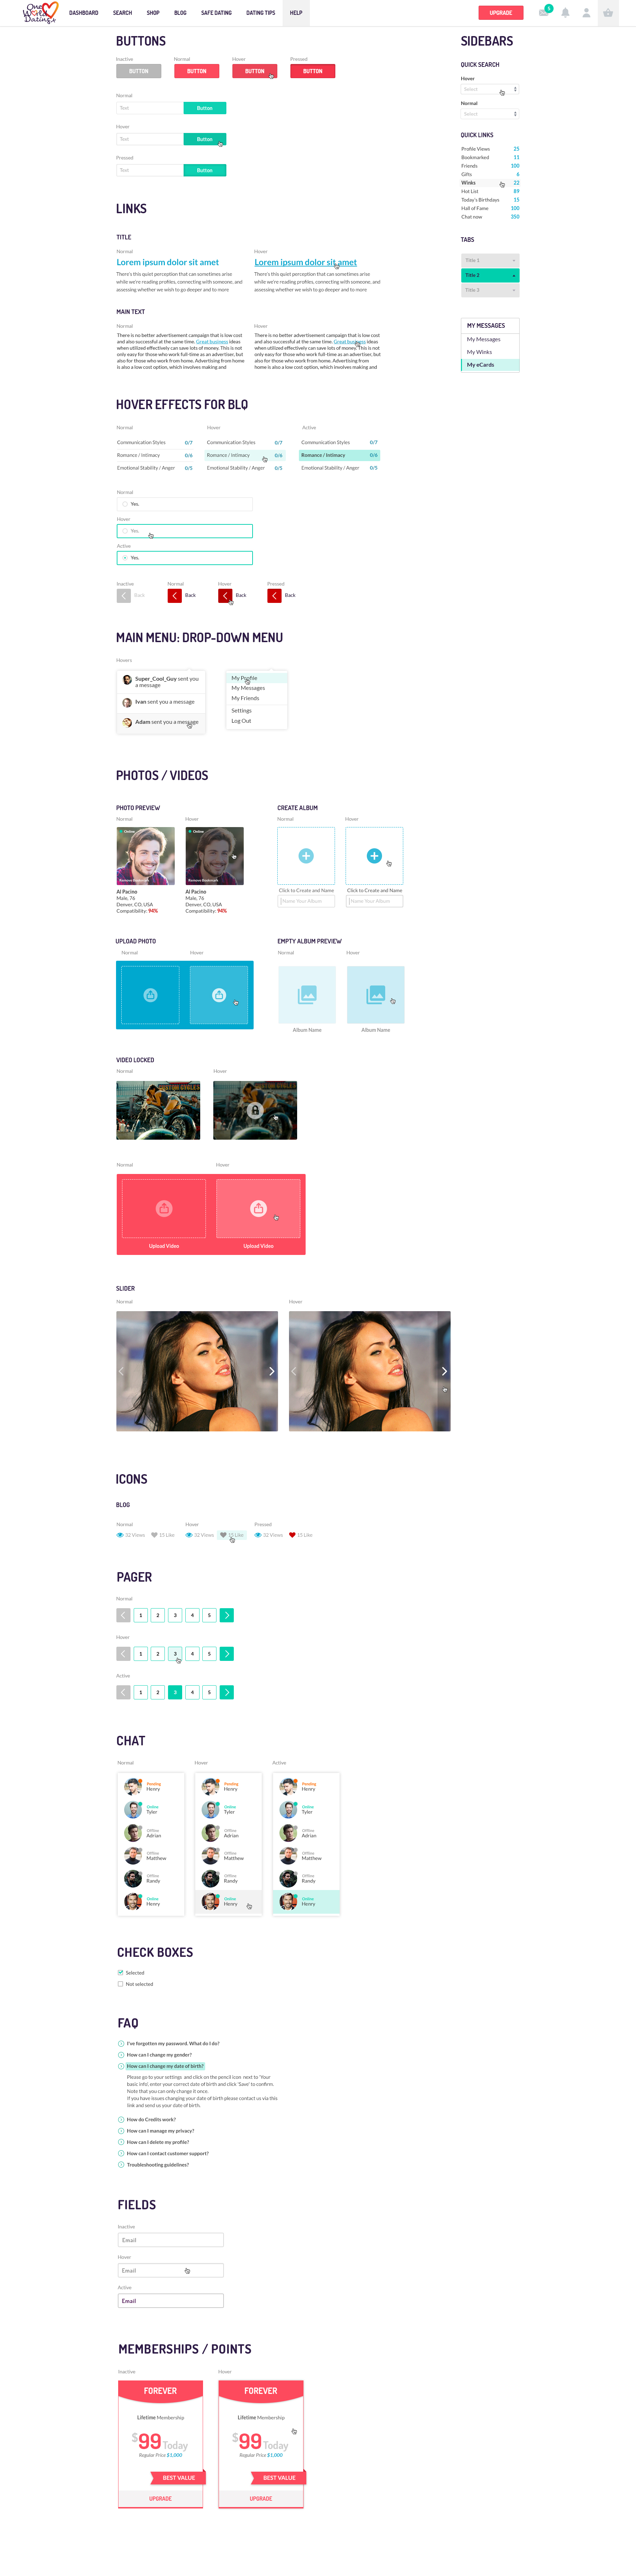 One World Dating
DASHBOARD SEARCH SHOP BLOG SAFE DATING DATING TIPS HELP UPGRADE 5
BUTTONS
Inactive Normal Hover Pressed
BUTTON BUTTON BUTTON BUTTON
Normal
Text Button
Hover
Text Button
Pressed
Text Button
LINKS
TITLE
Normal
Lorem ipsum dolor sit amet
There's this quiet perception that can sometimes arise
while we're reading profiles, connecting with someone, and
assessing whether we wish to go deeper and to more
Hover
Lorem ipsum dolor sit amet
There's this quiet perception that can sometimes arise
while we're reading profiles, connecting with someone, and
assessing whether we wish to go deeper and to more
MAIN TEXT
Normal
There is no better advertisement campaign that is low cost
and also successful at the same time. Great business ideas
when utilized effectively can save lots of money. This is not
only easy for those who work full time as an advertiser, but
also for those who work from home. Advertising from home
is also a low cost option, which involves making and
Hover
There is no better advertisement campaign that is low cost
and also successful at the same time. Great business ideas
when utilized effectively can save lots of money. This is not
only easy for those who work full time as an advertiser, but
also for those who work from home. Advertising from
home is also a low cost option, which involves making and
HOVER EFFECTS FOR BLQ
Normal Hover Active
Communication Styles 0/7 Communication Styles 0/7 Communication Styles 0/7
Romance / Intimacy 0/6 Romance / Intimacy 0/6 Romance / Intimacy 0/6
Emotional Stability / Anger 0/5 Emotional Stability / Anger 0/5 Emotional Stability / Anger 0/5
Normal
Yes
Hover
Yes
Active
Yes
Inactive Normal Hover Pressed
Back Back Back Back
MAIN MENU: DROP-DOWN MENU
Hovers
Super_Cool_Guy sent you
a message
Ivan sent you a message
Adam sent you a message
My Profile
My Messages
My Friends
Settings
Log Out
PHOTOS / VIDEOS
PHOTO PREVIEW
Normal Hover
Online Online
Remove Bookmark Remove Bookmark
Al Pacino Al Pacino
Male, 76 Male, 76
Denver, CO, USA Denver, CO, USA
Compatibility: 94% Compatibility: 94%
CREATE ALBUM
Normal Hover
Click to Create and Name Click to Create and Name
Name Your Album Name Your Album
UPLOAD PHOTO
Normal Hover
EMPTY ALBUM PREVIEW
Normal Hover
Album Name Album Name
VIDEO LOCKED
Normal Hover
Normal Hover
Upload Video Upload Video
SLIDER
Normal Hover
ICONS
BLOG
Normal Hover Pressed
32 Views 15 Like 32 Views 15 Like 32 Views 15 Like
PAGER
Normal
1 2 3 4 5
Hover
1 2 3 4 5
Active
1 2 3 4 5
CHAT
Normal Hover Active
Pending Pending Pending
Henry Henry Henry
Online Online Online
Tyler Tyler Tyler
Offline Offline Offline
Adrian Adrian Adrian
Offline Offline Offline
Matthew Matthew Matthew
Offline Offline Offline
Randy Randy Randy
Online Online Online
Henry Henry Henry
CHECK BOXES
Selected
Not selected
FAQ
I've forgotten my password. What do I do?
How can I change my gender?
How can I change my date of birth?
Please go to your settings and click on the pencil icon next to "Your
basic info', enter your correct date of birth and click 'Save' to confirm.
Note that you can only change it once.
If you have issues changing your date of birth please contact us via this
link and send us your date of birth.
How do Credits work?
How can I manage my privacy?
How can I delete my profile?
How can I contact customer support?
Troubleshooting guidelines?
FIELDS
Inactive
Email
Hover
Email
Active
Email
MEMBERSHIPS / POINTS
Inactive Hover
FOREVER FOREVER
Lifetime Membership Lifetime Membership
$99 Today $99 Today
Regular Price $1,000 Regular Price $1,000
BEST VALUE BEST VALUE
UPGRADE UPGRADE
SIDEBARS
QUICK SEARCH
Hover
Select
Normal
Select
QUICK LINKS
Profile Views 25
Bookmarked 11
Friends 100
Gifts 6
Winks 22
Hot List 89
Today's Birthdays 15
Hall of Fame 100
Chat now 350
TABS
Title 1
Title 2
Title 3
MY MESSAGES
My Messages
My Winks
My eCards